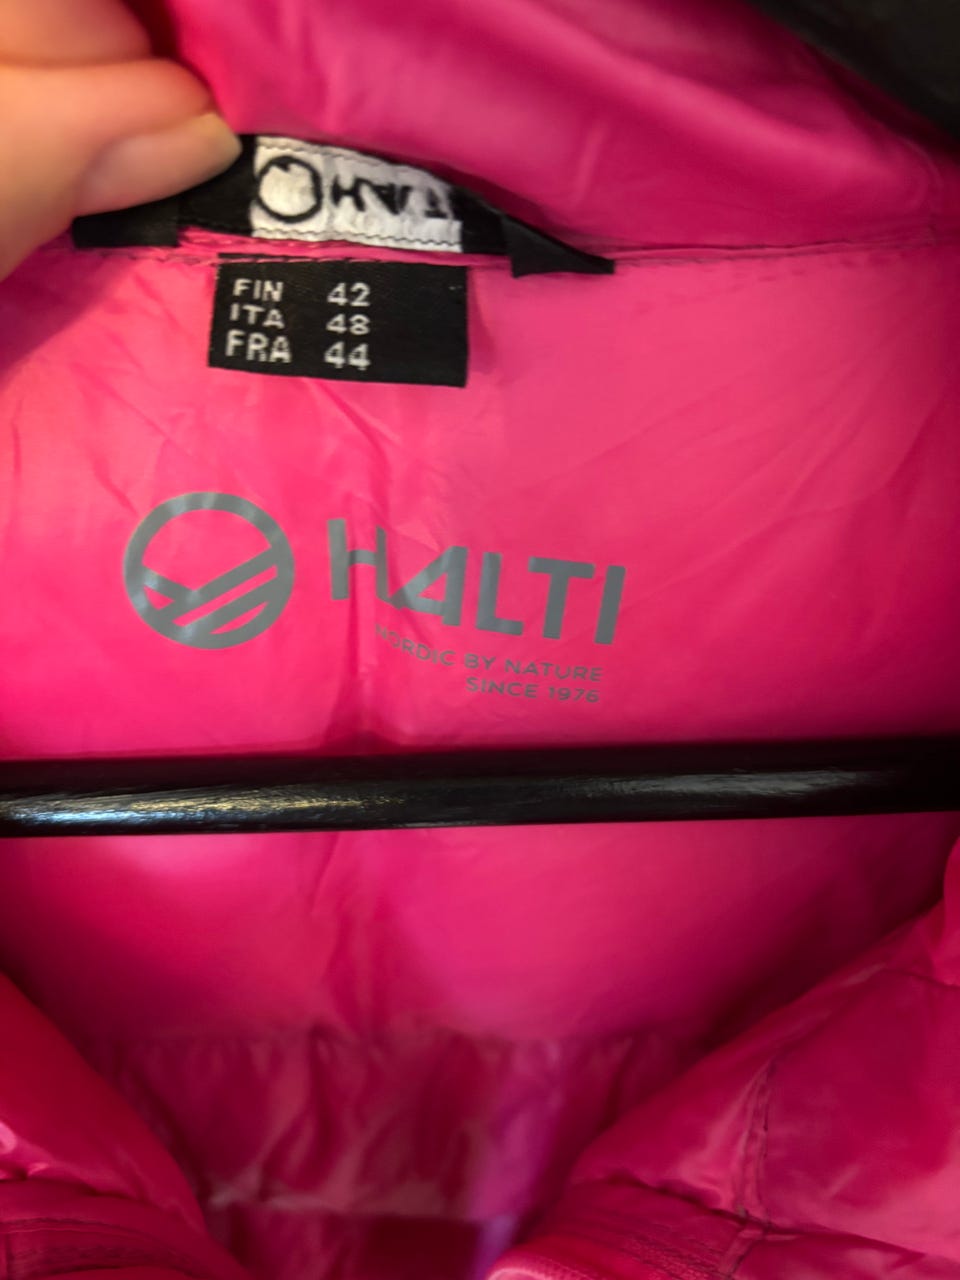 HALTI
FIN 42
ITA 48
FRA 44
HALTI
NORDIC BY NATURE
SINCE 1976